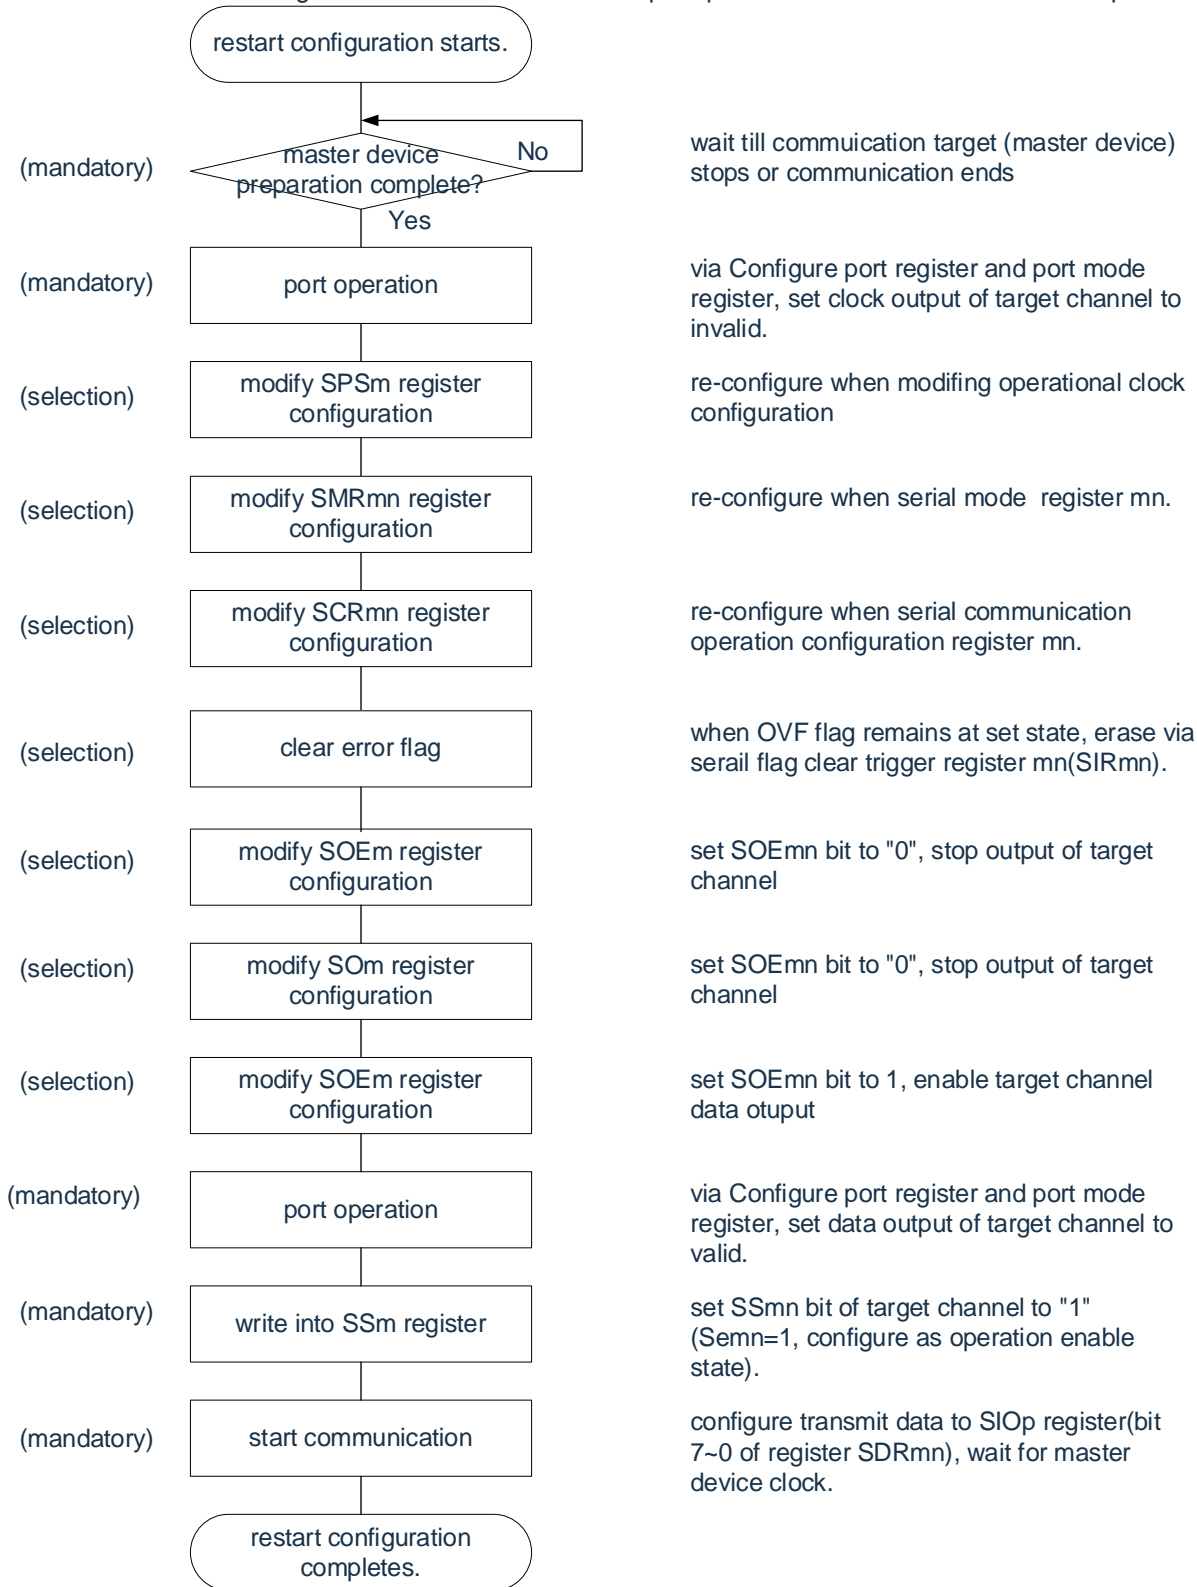 restart configuration starts.
(mandatory)
master device
preparation complete?
No
wait till commuication target (master device)
stops or communication ends
Yes
(mandatory)
port operation
via Configure port register and port mode
register, set clock output of target channel to
invalid.
(selection)
modify SPSm register
configuration
re-configure when modifing operational clock
configuration
(selection)
modify SMRmn register
configuration
re-configure when serial mode  register mn.
(selection)
modify SCRmn register
configuration
re-configure when serial communication
operation configuration register mn.
(selection)
clear error flag
when OVF flag remains at set state, erase via
serail flag clear trigger register mn(SIRmn).
(selection)
modify SOEm register
configuration
set SOEmn bit to "0", stop output of target
channel
(selection)
modify SOm register
configuration
set SOEmn bit to "0", stop output of target
channel
(selection)
modify SOEm register
configuration
set SOEmn bit to 1, enable target channel
data otuput
(mandatory)
port operation
via Configure port register and port mode
register, set data output of target channel to
valid.
(mandatory)
write into SSm register
set SSmn bit of target channel to "1"
(Semn=1, configure as operation enable
state).
(mandatory)
start communication
configure transmit data to SIOp register(bit
7~0 of register SDRmn), wait for master
device clock.
restart configuration
completes.